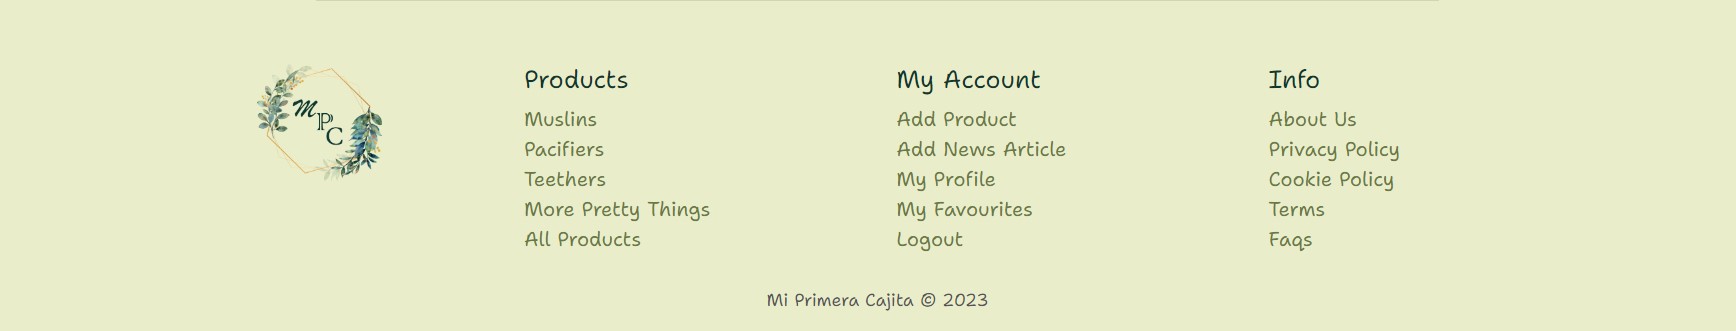 M
P
C
Products
Muslins
Pacifiers
Teethers
More Pretty Things
All Products
My Account
Add Product
Add News Article
My Profile
My Favourites
Logout
Info
About Us
Privacy Policy
Cookie Policy
Terms
Faqs
Mi Primera Cajita © 2023